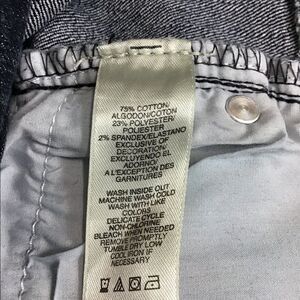 75% COTTON/
ALGODON/COTON
23% POLYESTER/
POLIESTER
2% SPANDEX/ELASTANO
EXCLUSIVE OF
DECORATION/
EXCLUYENDO EL
ADORNO/
A L'EXCEPTION DES
GARNITURES
WASH INSIDE OUT
MACHINE WASH COLD
WASH WITH LIKE
COLORS
DELICATE CYCLE
NON-CHLORINE
BLEACH WHEN NEEDED
REMOVE PROMPTLY
TUMBLE DRY LOW
COOL IRON IF
NECESSARY